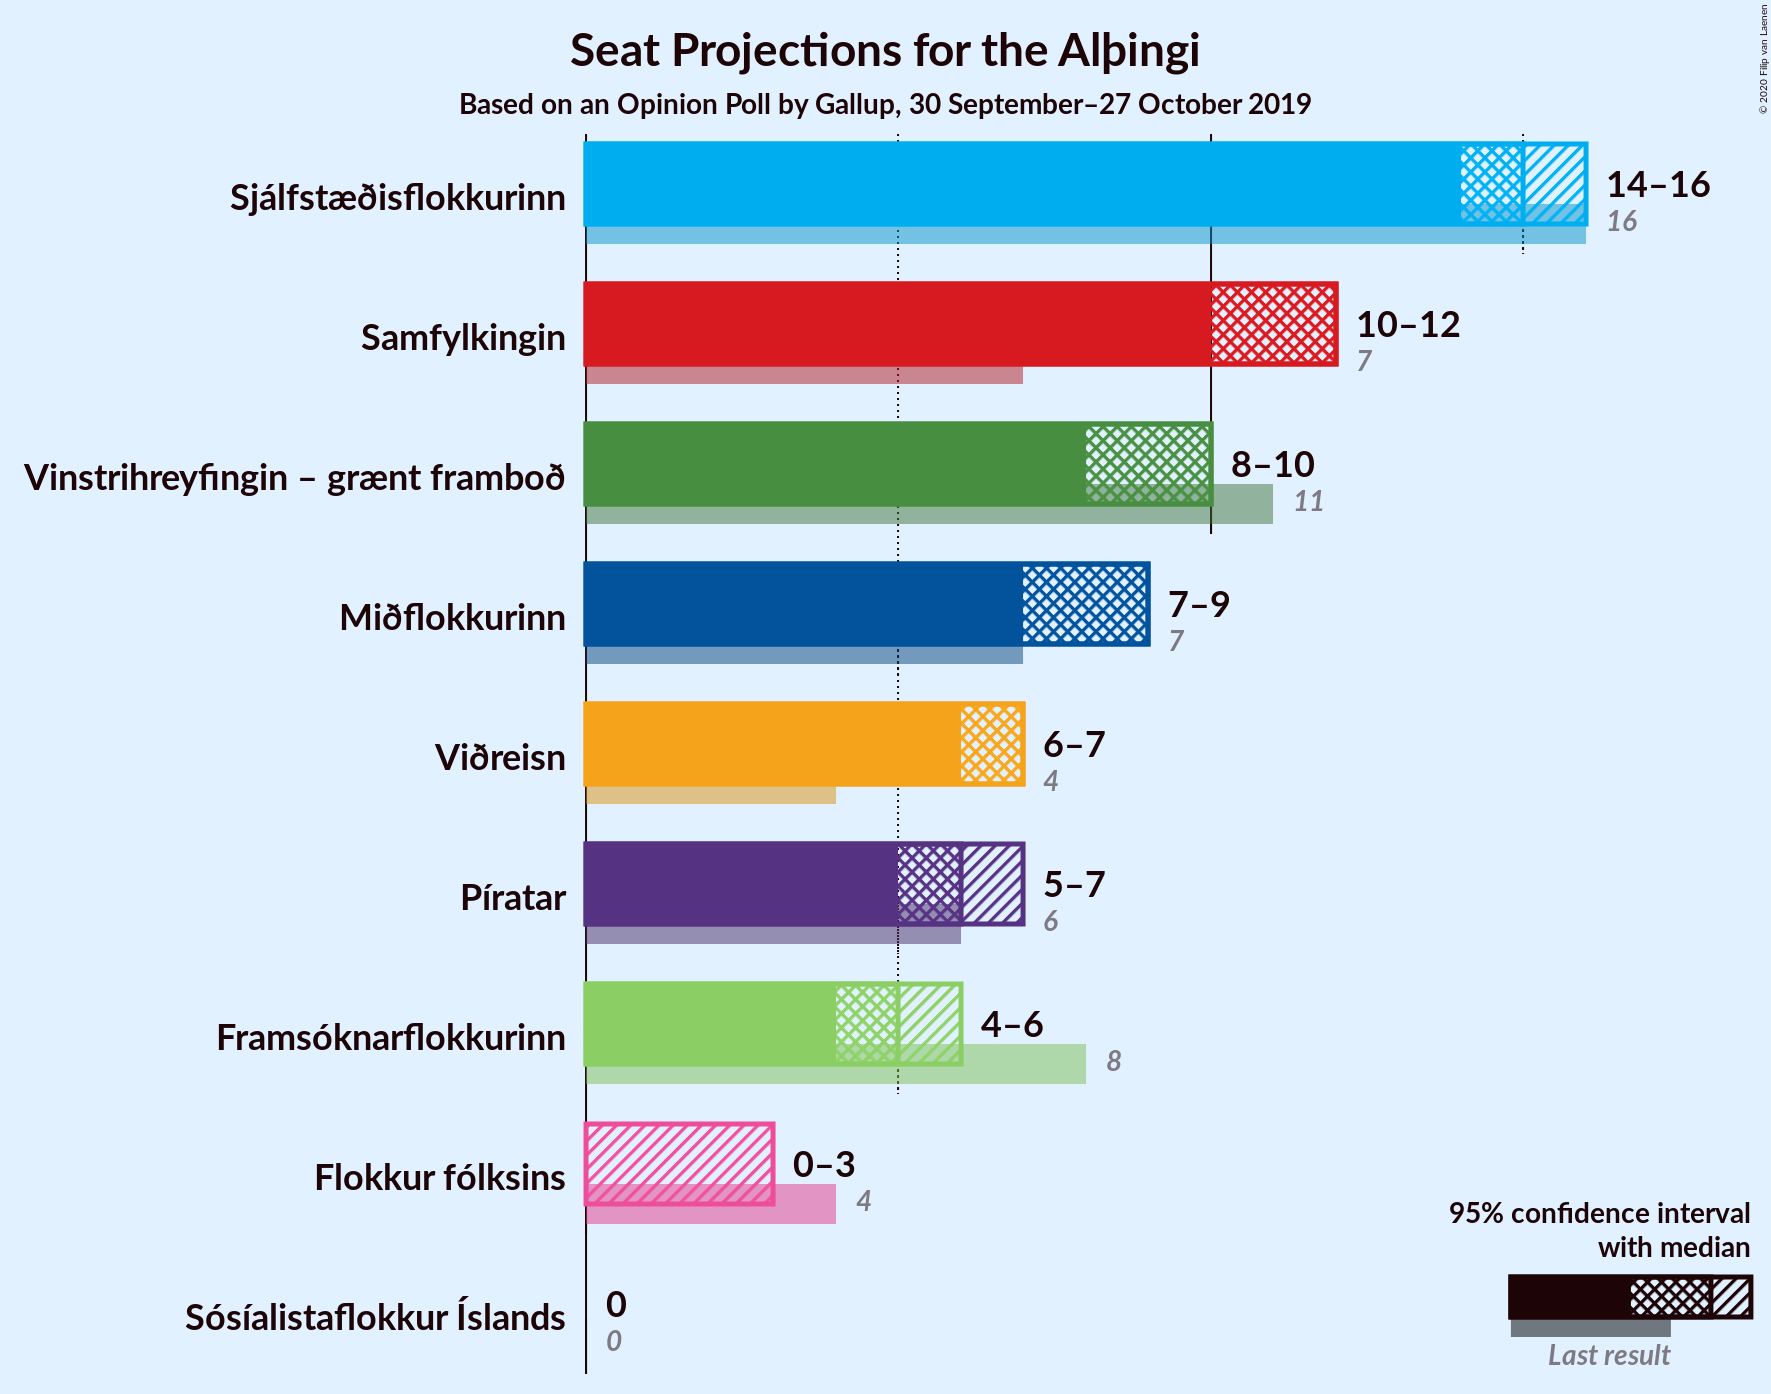 Seat Projections for the Alþingi
Based on an Opinion Poll by Gallup, 30 September–27 October 2019
© 2020 Filip van Laenen
Sjálfstæðisflokkurinn
14–16
16
Samfylkingin
10–12
7
Vinstrihreyfingin – grænt framboð
8–10
11
Miðflokkurinn
7–9
7
Viðreisn
6–7
4
Píratar
5–7
6
Framsóknarflokkurinn
4–6
8
Flokkur fólksins
0–3
4
Sósíalistaflokkur Íslands
0
0
95% confidence interval
with median
Last result